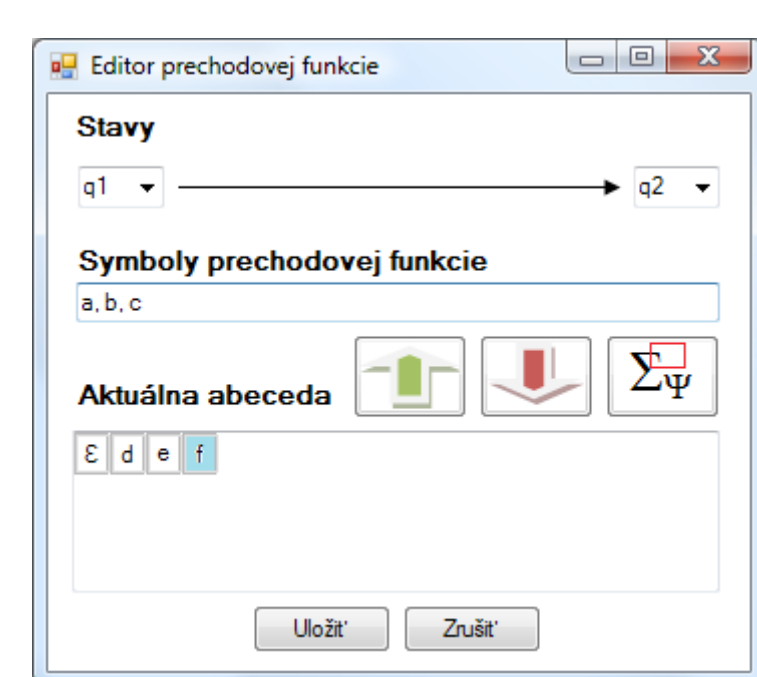 Editor prechodovej funkcie
Stavy
q1 q2
Symboly prechodovej funkcie
a, b, c
Aktuálna abeceda ΣΨ
Ɛ d e f
Uložiť Zrušiť